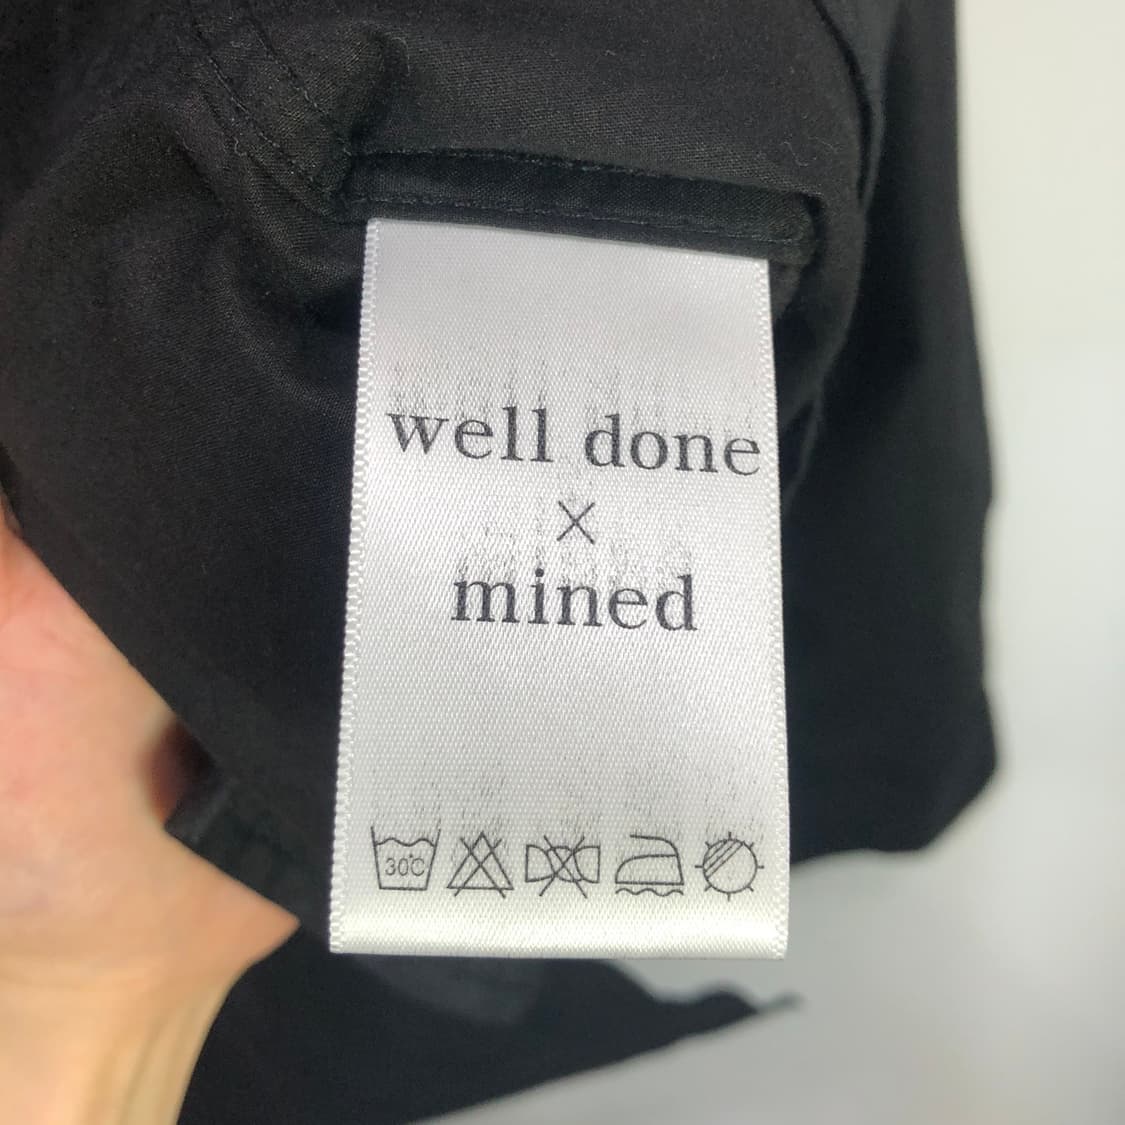 well done
×
mined
30℃